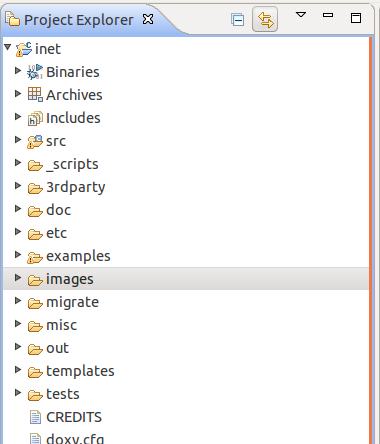 Project Explorer
inet
Binaries
Archives
Includes
src
_scripts
3rdparty
doc
etc
examples
images
migrate
misc
out
templates
tests
CREDITS
doxy.cfg